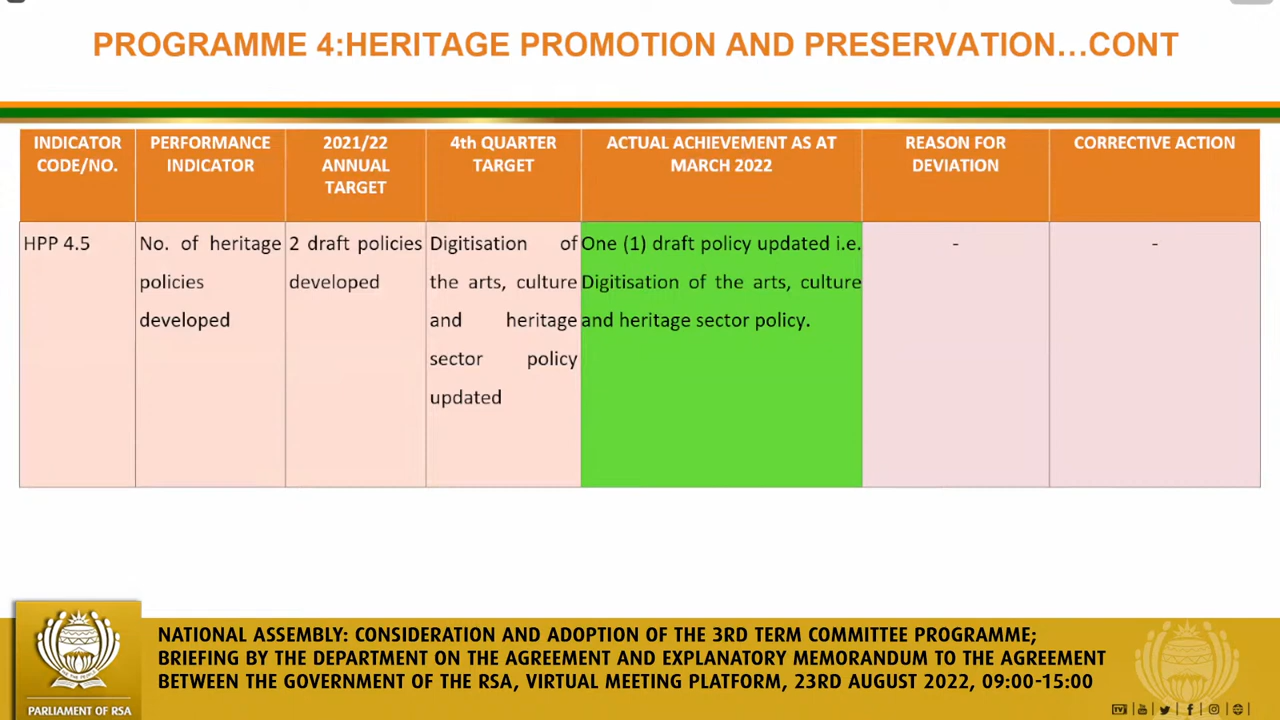 PROGRAMME 4:HERITAGE PROMOTION AND PRESERVATION…CONT
INDICATOR CODE/NO.
PERFORMANCE INDICATOR
2021/22 ANNUAL TARGET
4th QUARTER TARGET
ACTUAL ACHIEVEMENT AS AT MARCH 2022
REASON FOR DEVIATION
CORRECTIVE ACTION
HPP 4.5
No. of heritage policies developed
2 draft policies developed
Digitisation of the arts, culture and heritage sector policy updated
One (1) draft policy updated i.e. Digitisation of the arts, culture and heritage sector policy.
-
-
NATIONAL ASSEMBLY: CONSIDERATION AND ADOPTION OF THE 3RD TERM COMMITTEE PROGRAMME;
BRIEFING BY THE DEPARTMENT ON THE AGREEMENT AND EXPLANATORY MEMORANDUM TO THE AGREEMENT
BETWEEN THE GOVERNMENT OF THE RSA, VIRTUAL MEETING PLATFORM, 23RD AUGUST 2022, 09:00-15:00
PARLIAMENT OF RSA